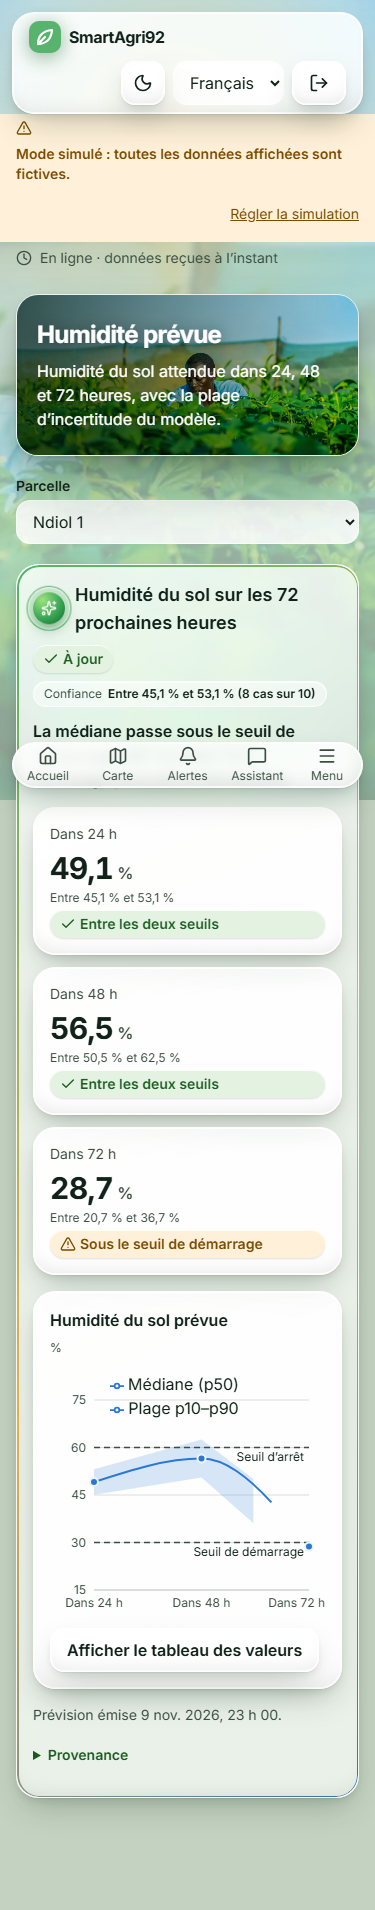 SmartAgri92
Français
Mode simulé : toutes les données affichées sont
fictives.
Régler la simulation
En ligne · données reçues à l’instant
Humidité prévue
Humidité du sol attendue dans 24, 48
et 72 heures, avec la plage
d’incertitude du modèle.
Parcelle
Ndiol 1
Humidité du sol sur les 72
prochaines heures
À jour
Confiance Entre 45,1 % et 53,1 % (8 cas sur 10)
La médiane passe sous le seuil de
Accueil
Carte
Alertes
Assistant
Menu
Dans 24 h
49,1 %
Entre 45,1 % et 53,1 %
Entre les deux seuils
Dans 48 h
56,5 %
Entre 50,5 % et 62,5 %
Entre les deux seuils
Dans 72 h
28,7 %
Entre 20,7 % et 36,7 %
Sous le seuil de démarrage
Humidité du sol prévue
%
Médiane (p50)
Plage p10–p90
75
60
45
30
15
Seuil d’arrêt
Seuil de démarrage
Dans 24 h
Dans 48 h
Dans 72 h
Afficher le tableau des valeurs
Prévision émise 9 nov. 2026, 23 h 00.
Provenance